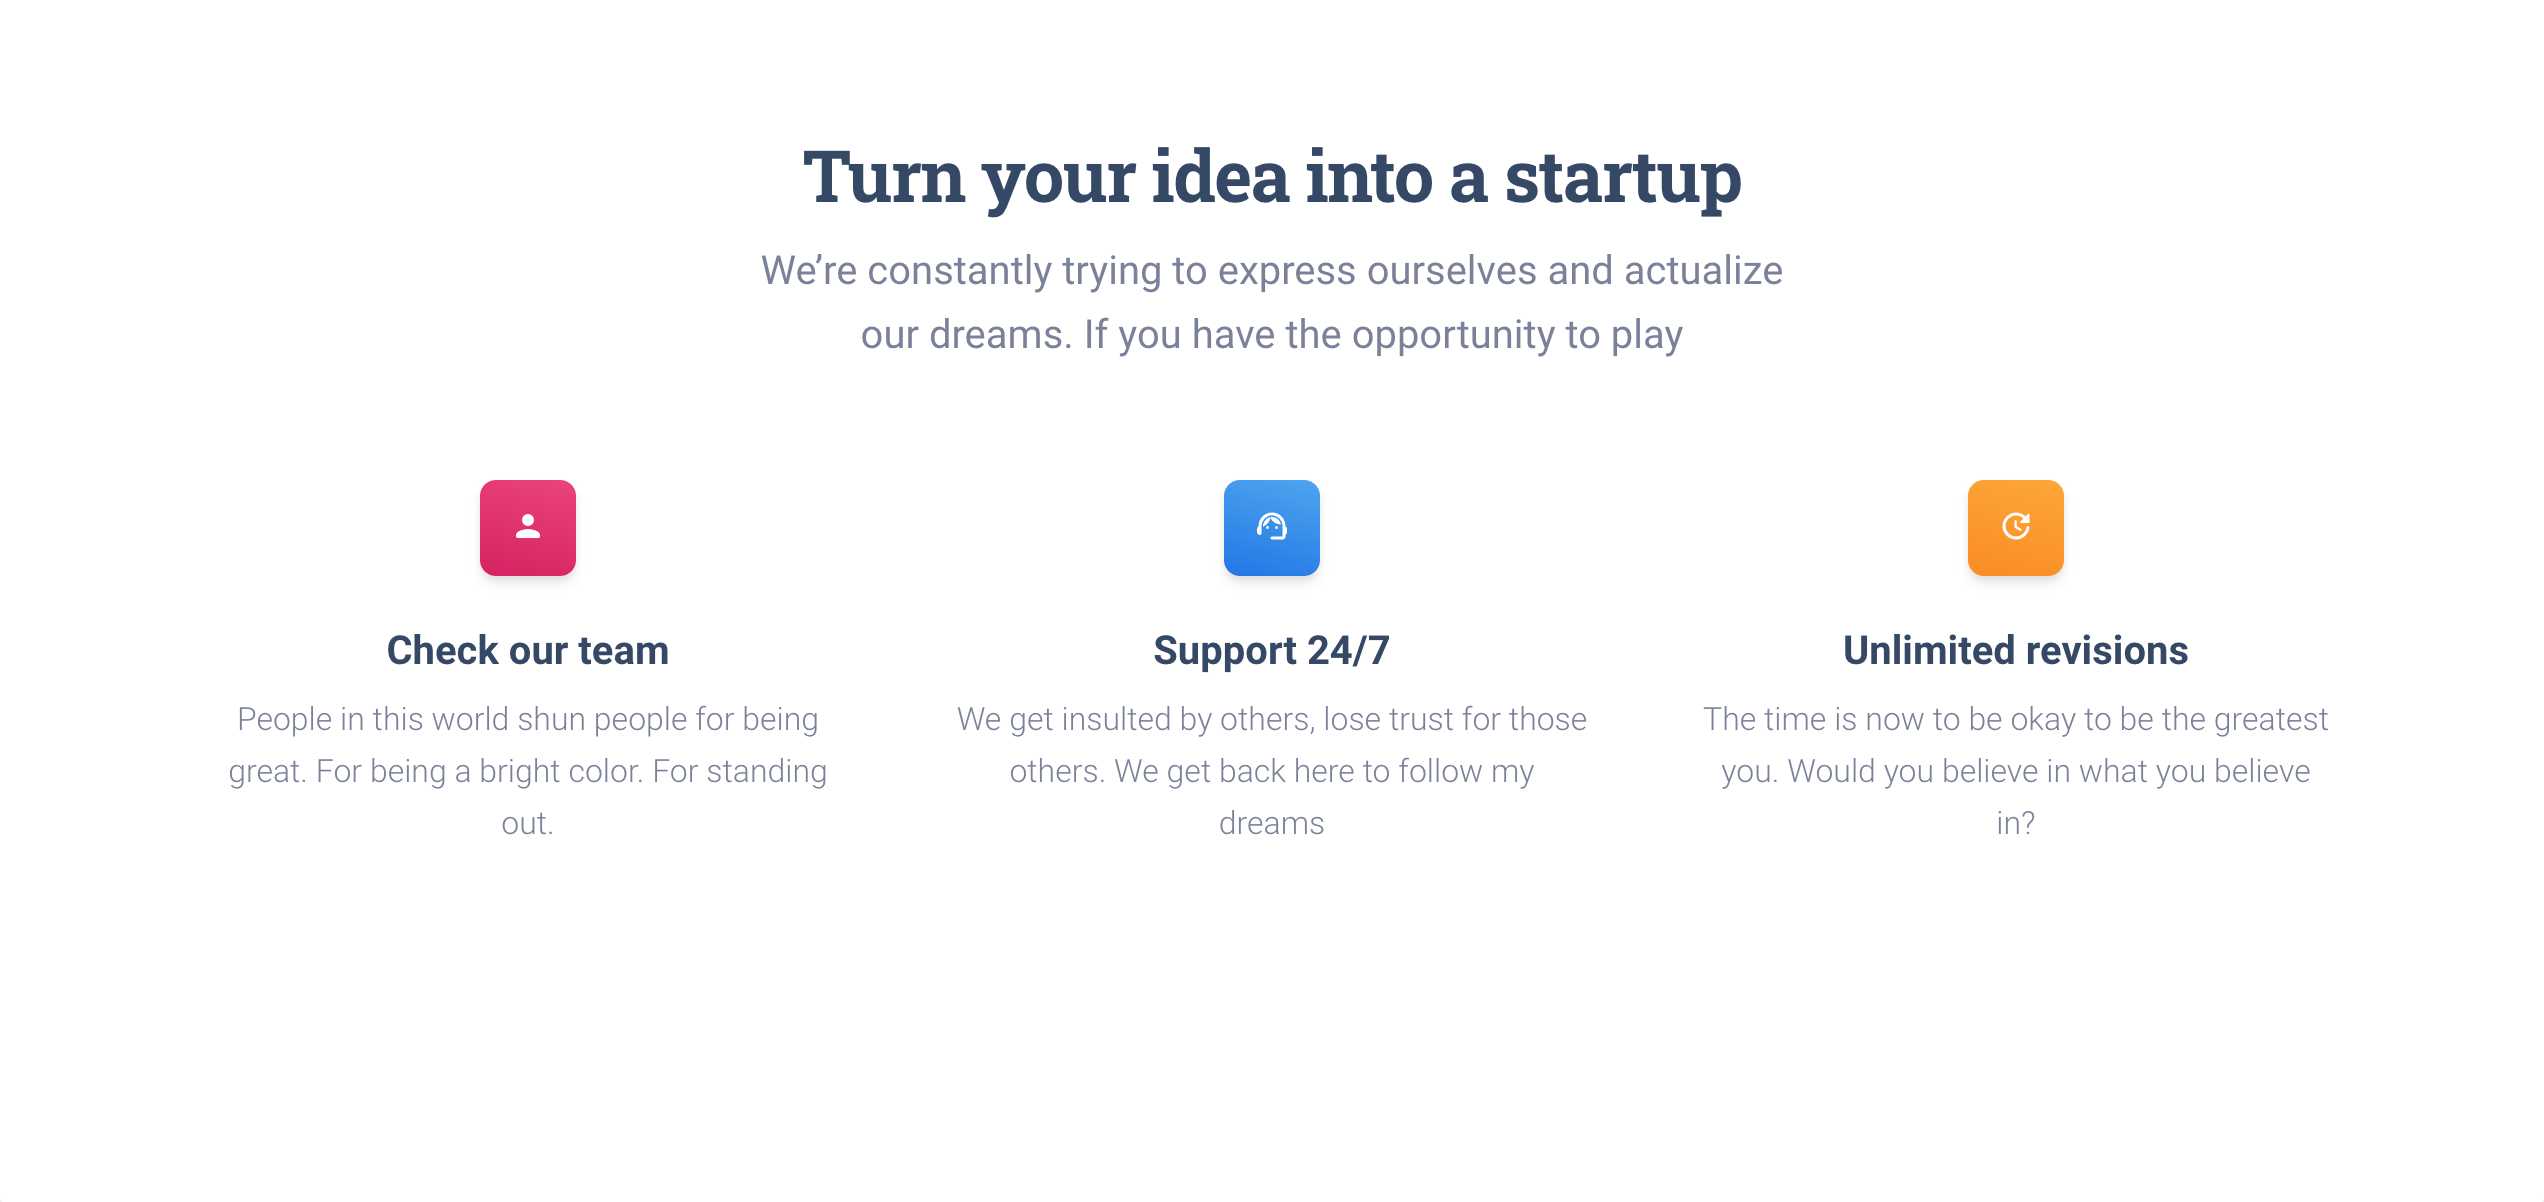 Turn your idea into a startup
We’re constantly trying to express ourselves and actualize
our dreams. If you have the opportunity to play
Check our team
People in this world shun people for being
great. For being a bright color. For standing
out.
Support 24/7
We get insulted by others, lose trust for those
others. We get back here to follow my
dreams
Unlimited revisions
The time is now to be okay to be the greatest
you. Would you believe in what you believe
in?